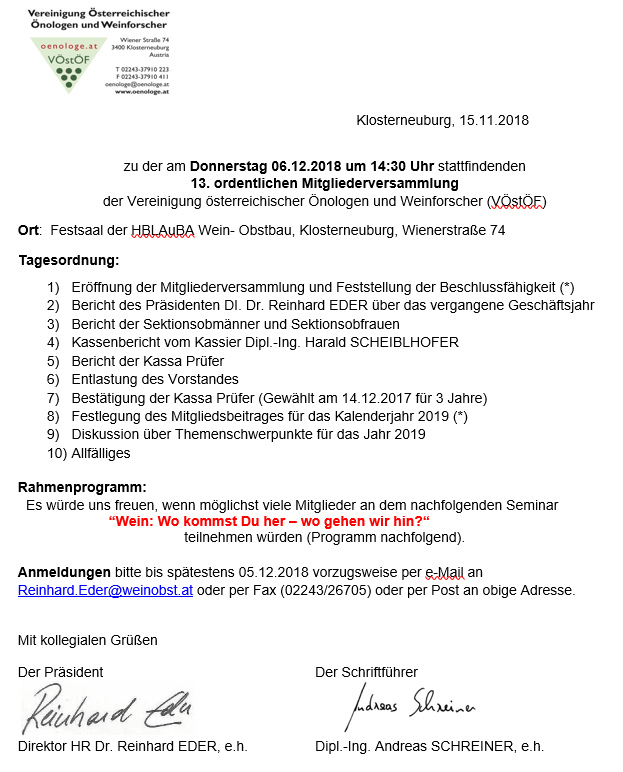 Vereinigung Österreichischer
Önologen und Weinforscher
oenologe.at
VÖstÖF
Wiener Straße 74
3400 Klosterneuburg
Austria
T 02243-37910 223
F 02243-37910 411
oenologe@oenologe.at
www.oenologe.at
Klosterneuburg, 15.11.2018
zu der am Donnerstag 06.12.2018 um 14:30 Uhr stattfindenden
13. ordentlichen Mitgliederversammlung
der Vereinigung österreichischer Önologen und Weinforscher (VÖstÖF)
Ort: Festsaal der HBLAuBA Wein- Obstbau, Klosterneuburg, Wienerstraße 74
Tagesordnung:
1) Eröffnung der Mitgliederversammlung und Feststellung der Beschlussfähigkeit (*)
2) Bericht des Präsidenten DI. Dr. Reinhard EDER über das vergangene Geschäftsjahr
3) Bericht der Sektionsobmänner und Sektionsobfrauen
4) Kassenbericht vom Kassier Dipl.-Ing. Harald SCHEIBLHOFER
5) Bericht der Kassa Prüfer
6) Entlastung des Vorstandes
7) Bestätigung der Kassa Prüfer (Gewählt am 14.12.2017 für 3 Jahre)
8) Festlegung des Mitgliedsbeitrages für das Kalenderjahr 2019 (*)
9) Diskussion über Themenschwerpunkte für das Jahr 2019
10) Allfälliges
Rahmenprogramm:
Es würde uns freuen, wenn möglichst viele Mitglieder an dem nachfolgenden Seminar
“Wein: Wo kommst Du her – wo gehen wir hin?“
teilnehmen würden (Programm nachfolgend).
Anmeldungen bitte bis spätestens 05.12.2018 vorzugsweise per e-Mail an
Reinhard.Eder@weinobst.at oder per Fax (02243/26705) oder per Post an obige Adresse.
Mit kollegialen Grüßen
Der Präsident
Der Schriftführer
Reinhard Eder
Andreas Schreiner
Direktor HR Dr. Reinhard EDER, e.h.
Dipl.-Ing. Andreas SCHREINER, e.h.